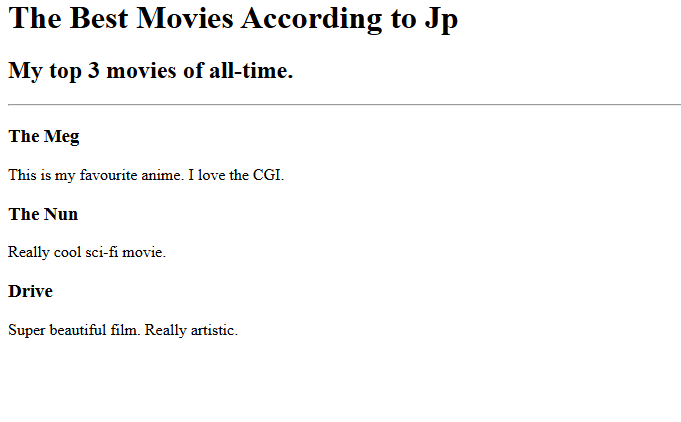 The Best Movies According to Jp
My top 3 movies of all-time.
The Meg
This is my favourite anime. I love the CGI.
The Nun
Really cool sci-fi movie.
Drive
Super beautiful film. Really artistic.